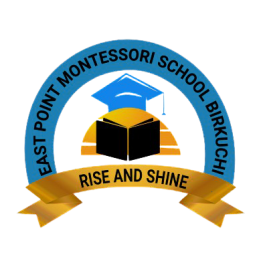 EAST POINT MONTESSORI SCHOOL BIRKUCHI
RISE AND SHINE